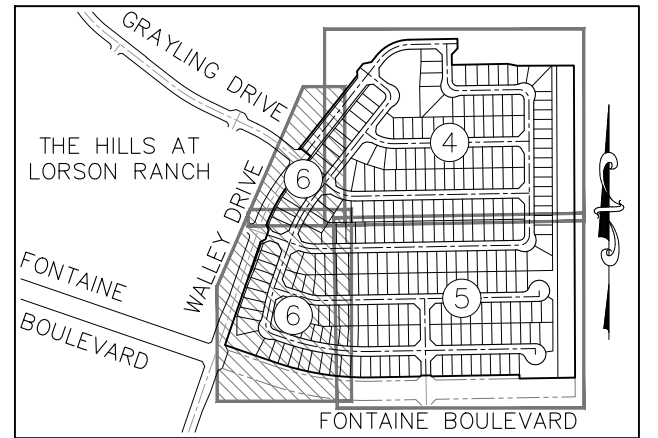 GRAYLING DRIVE
THE HILLS AT
LORSON RANCH
WALLEY DRIVE
FONTAINE
BOULEVARD
4
6
5
6
FONTAINE BOULEVARD